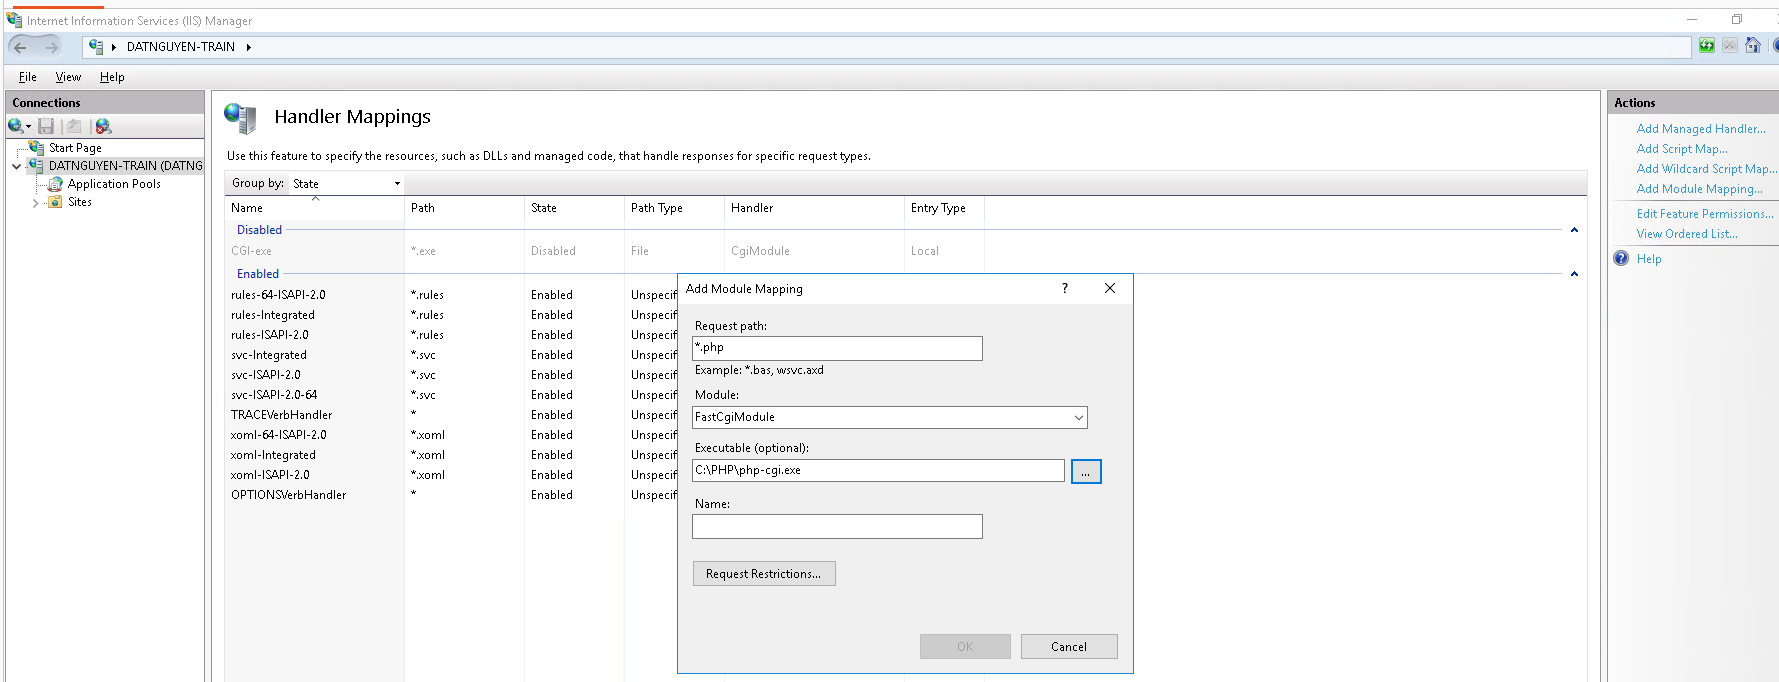 Internet Information Services (IIS) Manager
DATNGUYEN-TRAIN
File View Help
Connections
Start Page
DATNGUYEN-TRAIN (DATNG
Application Pools
Sites
Handler Mappings
Use this feature to specify the resources, such as DLLs and managed code, that handle responses for specific request types.
Group by: State
Name Path State Path Type Handler Entry Type
Disabled
CGI-exe *.exe Disabled File CgiModule Local
Enabled
rules-64-ISAPI-2.0 *.rules Enabled Unspecif
rules-Integrated *.rules Enabled Unspecif
rules-ISAPI-2.0 *.rules Enabled Unspecif
svc-Integrated *.svc Enabled Unspecif
svc-ISAPI-2.0 *.svc Enabled Unspecif
svc-ISAPI-2.0-64 *.svc Enabled Unspecif
TRACEVerbHandler * Enabled Unspecif
xoml-64-ISAPI-2.0 *.xoml Enabled Unspecif
xoml-Integrated *.xoml Enabled Unspecif
xoml-ISAPI-2.0 *.xoml Enabled Unspecif
OPTIONSVerbHandler * Enabled Unspecif
Add Module Mapping ?
Request path:
*.php
Example: *.bas, wsvc.axd
Module:
FastCgiModule
Executable (optional):
C:\PHP\php-cgi.exe ...
Name:
Request Restrictions...
OK Cancel
Actions
Add Managed Handler...
Add Script Map...
Add Wildcard Script Map...
Add Module Mapping...
Edit Feature Permissions...
View Ordered List...
? Help